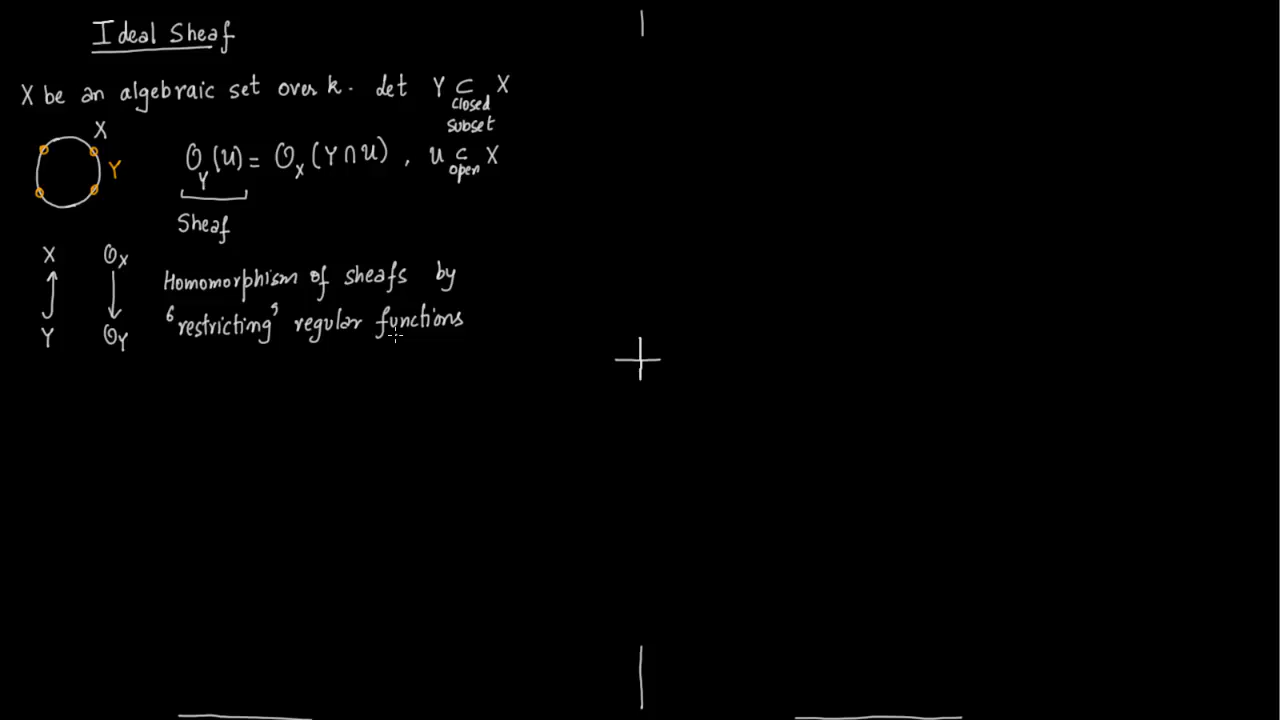 Ideal Sheaf
X be an algebraic set over k. Let Y ⊂ X
closed
subset
X
Y
O_Y(U) = O_X(Y∩U), U ⊂ X
open
Sheaf
X O_X Homomorphism of sheafs by
Y O_Y ‘restricting’ regular functions